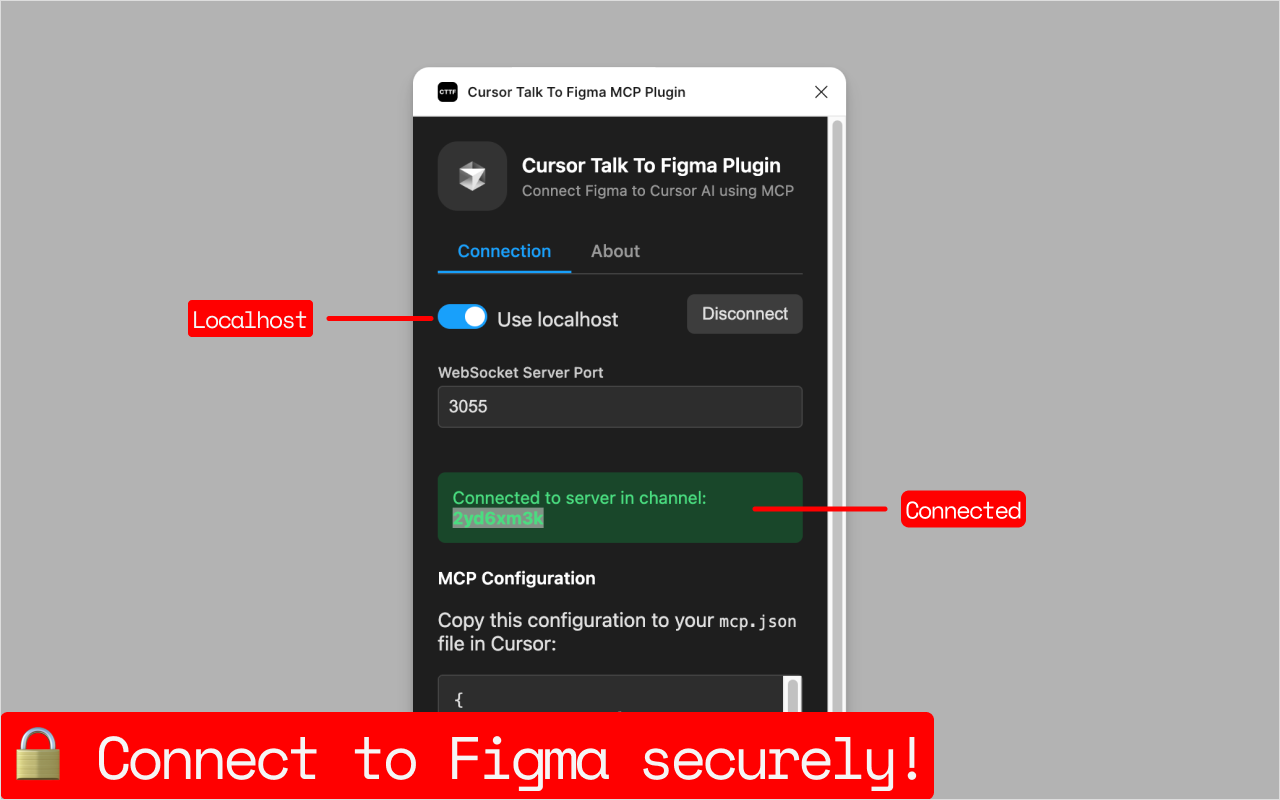 CTTF Cursor Talk To Figma MCP Plugin
Cursor Talk To Figma Plugin
Connect Figma to Cursor AI using MCP
Connection About
Localhost
Use localhost
Disconnect
WebSocket Server Port
3055
Connected to server in channel:
2yd6xm3k
Connected
MCP Configuration
Copy this configuration to your mcp.json
file in Cursor:
{
🔒 Connect to Figma securely!